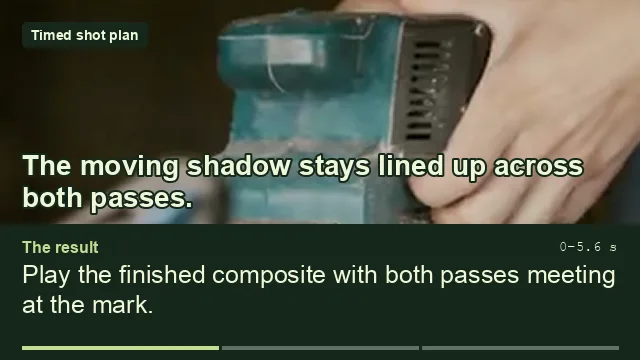 Timed shot plan
The moving shadow stays lined up across
both passes.
The result
0–5.6 s
Play the finished composite with both passes meeting
at the mark.